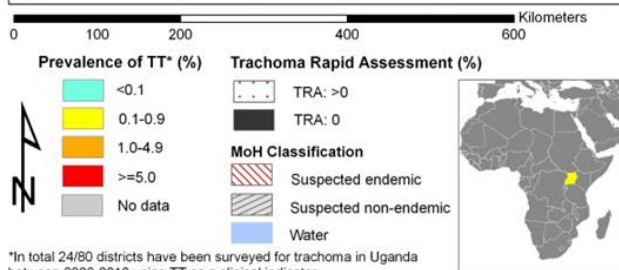 Kilometers
0 100 200 400 600
Prevalence of TT* (%)
<0.1
0.1-0.9
1.0-4.9
>=5.0
No data
N
Trachoma Rapid Assessment (%)
TRA: >0
TRA: 0
MoH Classification
Suspected endemic
Suspected non-endemic
Water
*In total 24/80 districts have been surveyed for trachoma in Uganda